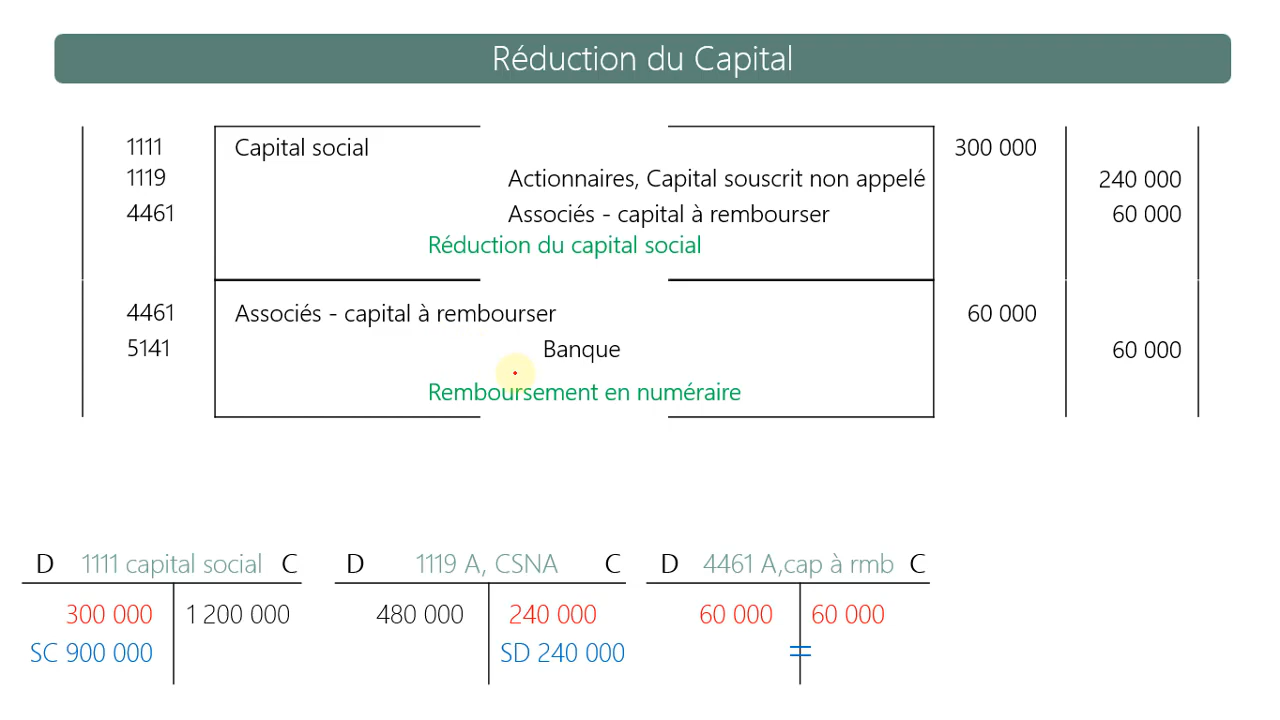 Réduction du Capital
1111 Capital social 300 000
1119 Actionnaires, Capital souscrit non appelé 240 000
4461 Associés - capital à rembourser 60 000
Réduction du capital social
4461 Associés - capital à rembourser 60 000
5141 Banque 60 000
Remboursement en numéraire
D 1111 capital social C D 1119 A, CSNA C D 4461 A,cap à rmb C
300 000 1 200 000 480 000 240 000 60 000 60 000
SC 900 000 SD 240 000 =